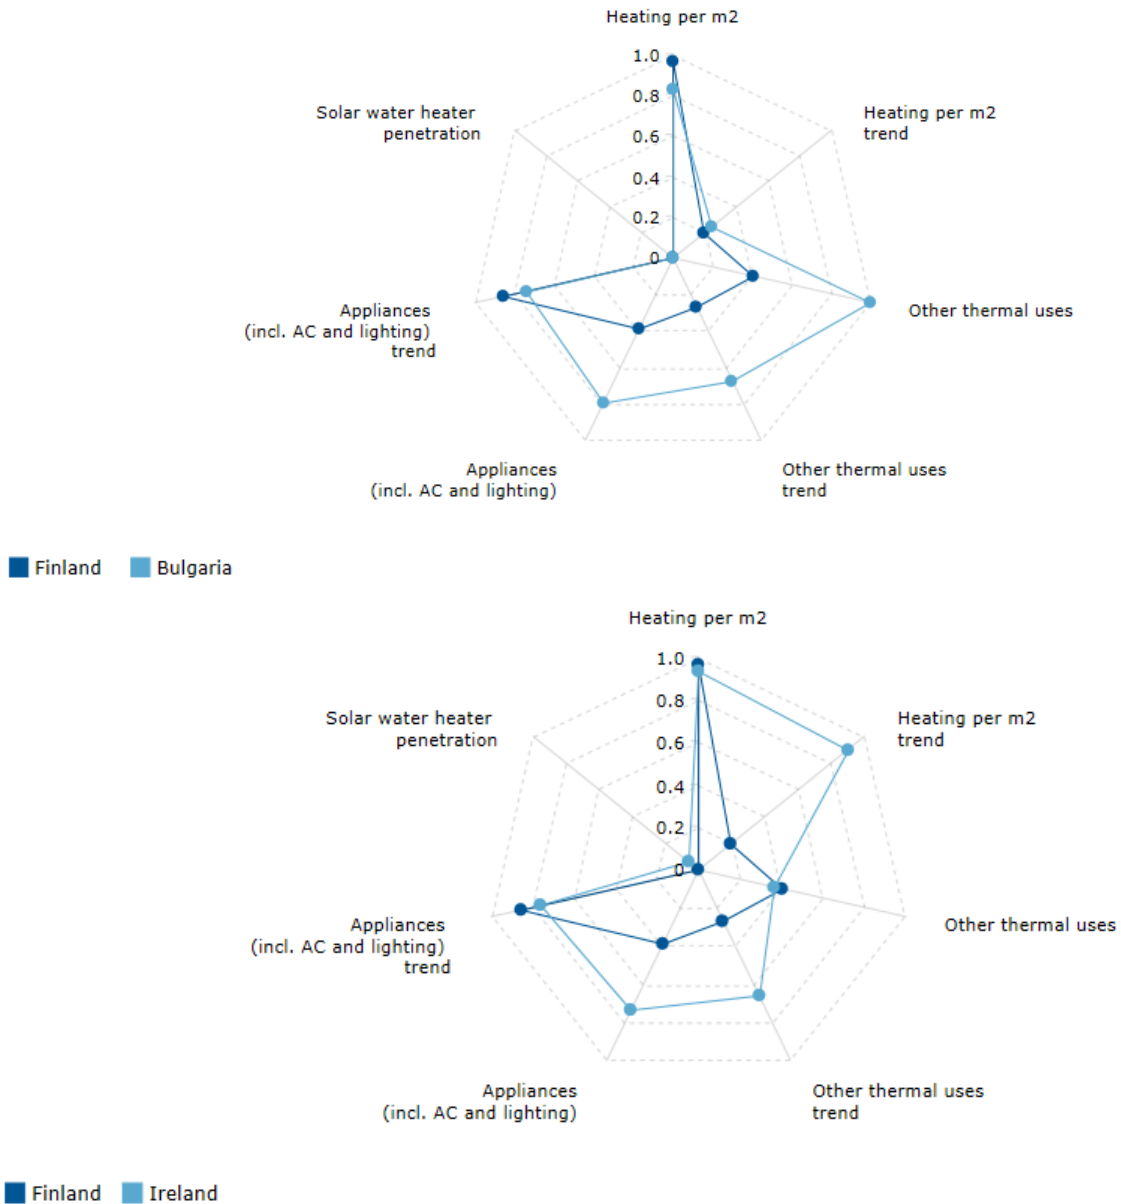 Heating per m2
1.0
0.8
0.6
0.4
0.2
0
Solar water heater
penetration
Heating per m2
trend
Appliances
(incl. AC and lighting)
trend
Other thermal uses
Appliances
(incl. AC and lighting)
Other thermal uses
trend
Finland
Bulgaria
Heating per m2
1.0
0.8
0.6
0.4
0.2
0
Solar water heater
penetration
Heating per m2
trend
Appliances
(incl. AC and lighting)
trend
Other thermal uses
Appliances
(incl. AC and lighting)
Other thermal uses
trend
Finland
Ireland